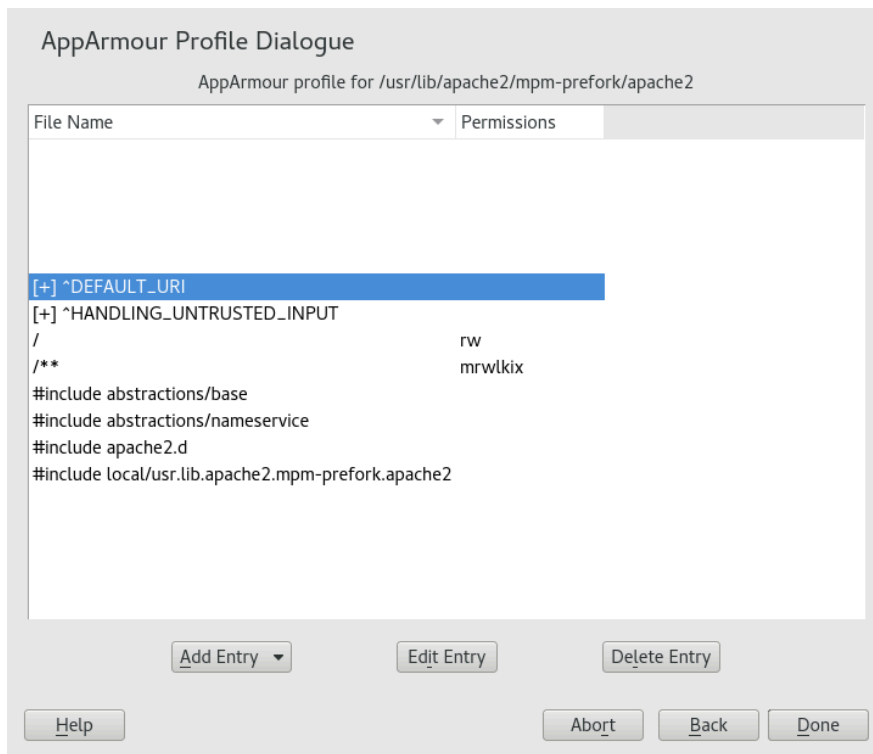 AppArmour Profile Dialogue
AppArmour profile for /usr/lib/apache2/mpm-prefork/apache2
File Name Permissions
[+] ^DEFAULT_URI
[+] ^HANDLING_UNTRUSTED_INPUT
/ rw
/** mrwlkix
#include abstractions/base
#include abstractions/nameservice
#include apache2.d
#include local/usr.lib.apache2.mpm-prefork.apache2
Add Entry Edit Entry Delete Entry
Help Abort Back Done